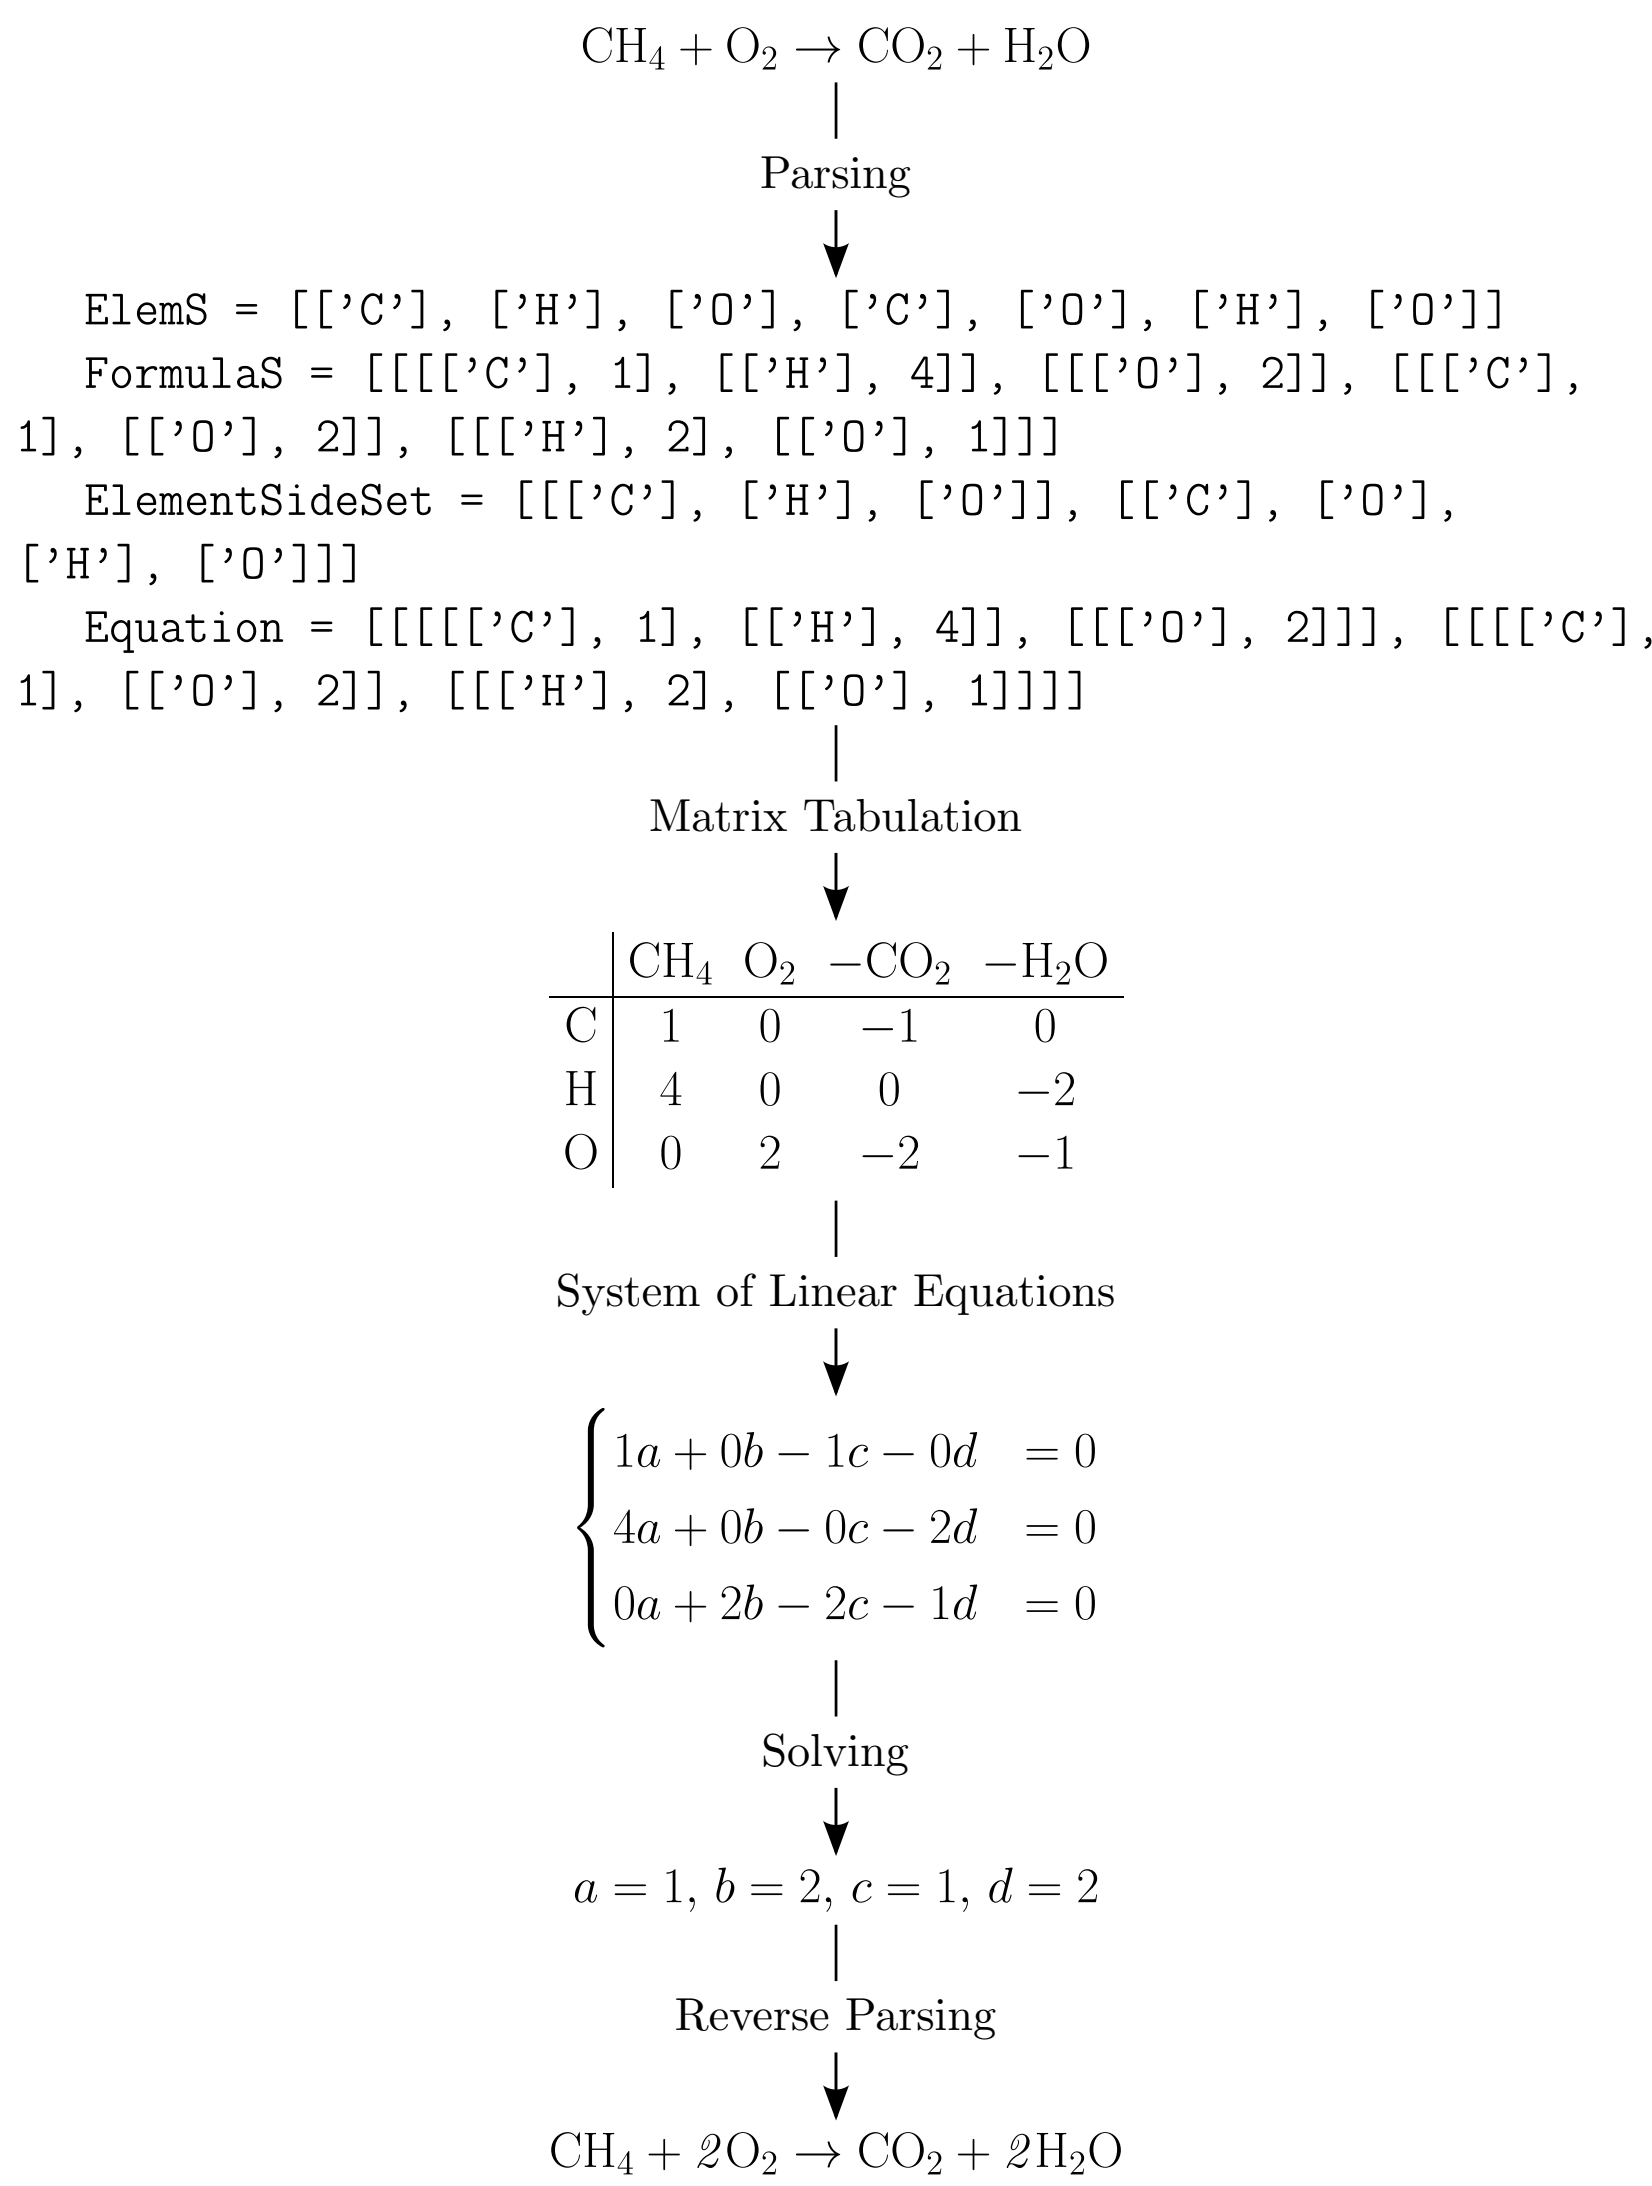 CH₄ + O₂ → CO₂ + H₂O
Parsing
ElemS = [['C'], ['H'], ['O'], ['C'], ['O'], ['H'], ['O']]
FormulaS = [[[['C'], 1], [['H'], 4]], [[['O'], 2]], [[['C'],
1], [['O'], 2]], [[['H'], 2], [['O'], 1]]]
ElementSideSet = [[['C'], ['H'], ['O']], [['C'], ['O'],
['H'], ['O']]]
Equation = [[[[['C'], 1], [['H'], 4]], [[['O'], 2]]], [[[['C'],
1], [['O'], 2]], [[['H'], 2], [['O'], 1]]]]
Matrix Tabulation
CH₄ O₂ −CO₂ −H₂O
C 1 0 −1 0
H 4 0 0 −2
O 0 2 −2 −1
System of Linear Equations
1a + 0b − 1c − 0d = 0
4a + 0b − 0c − 2d = 0
0a + 2b − 2c − 1d = 0
Solving
a = 1, b = 2, c = 1, d = 2
Reverse Parsing
CH₄ + 2O₂ → CO₂ + 2H₂O